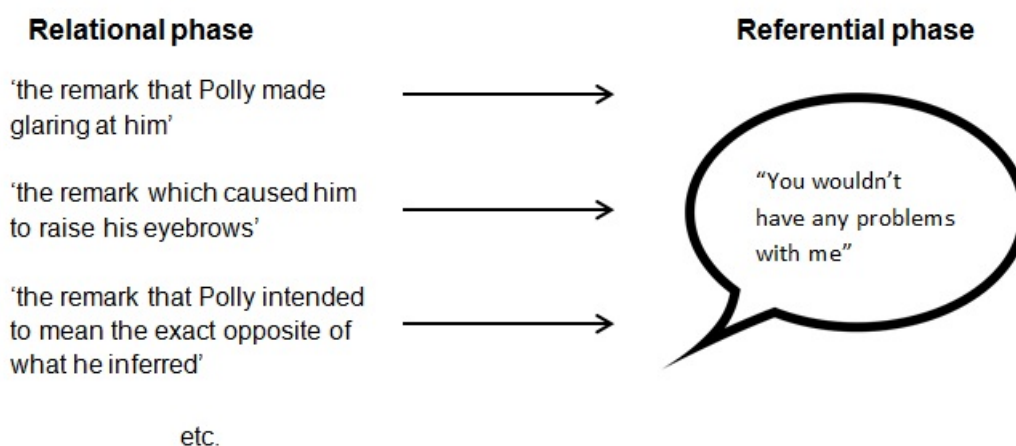 Relational phase
Referential phase
‘the remark that Polly made
glaring at him’
‘the remark which caused him
to raise his eyebrows’
‘the remark that Polly intended
to mean the exact opposite of
what he inferred’
etc.
“You wouldn’t
have any problems
with me”